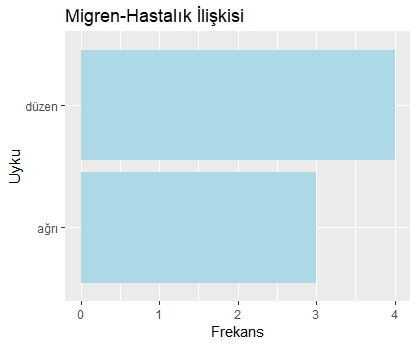 Migren-Hastalık İlişkisi
düzen
Uyku
ağrı
0 1 2 3 4
Frekans